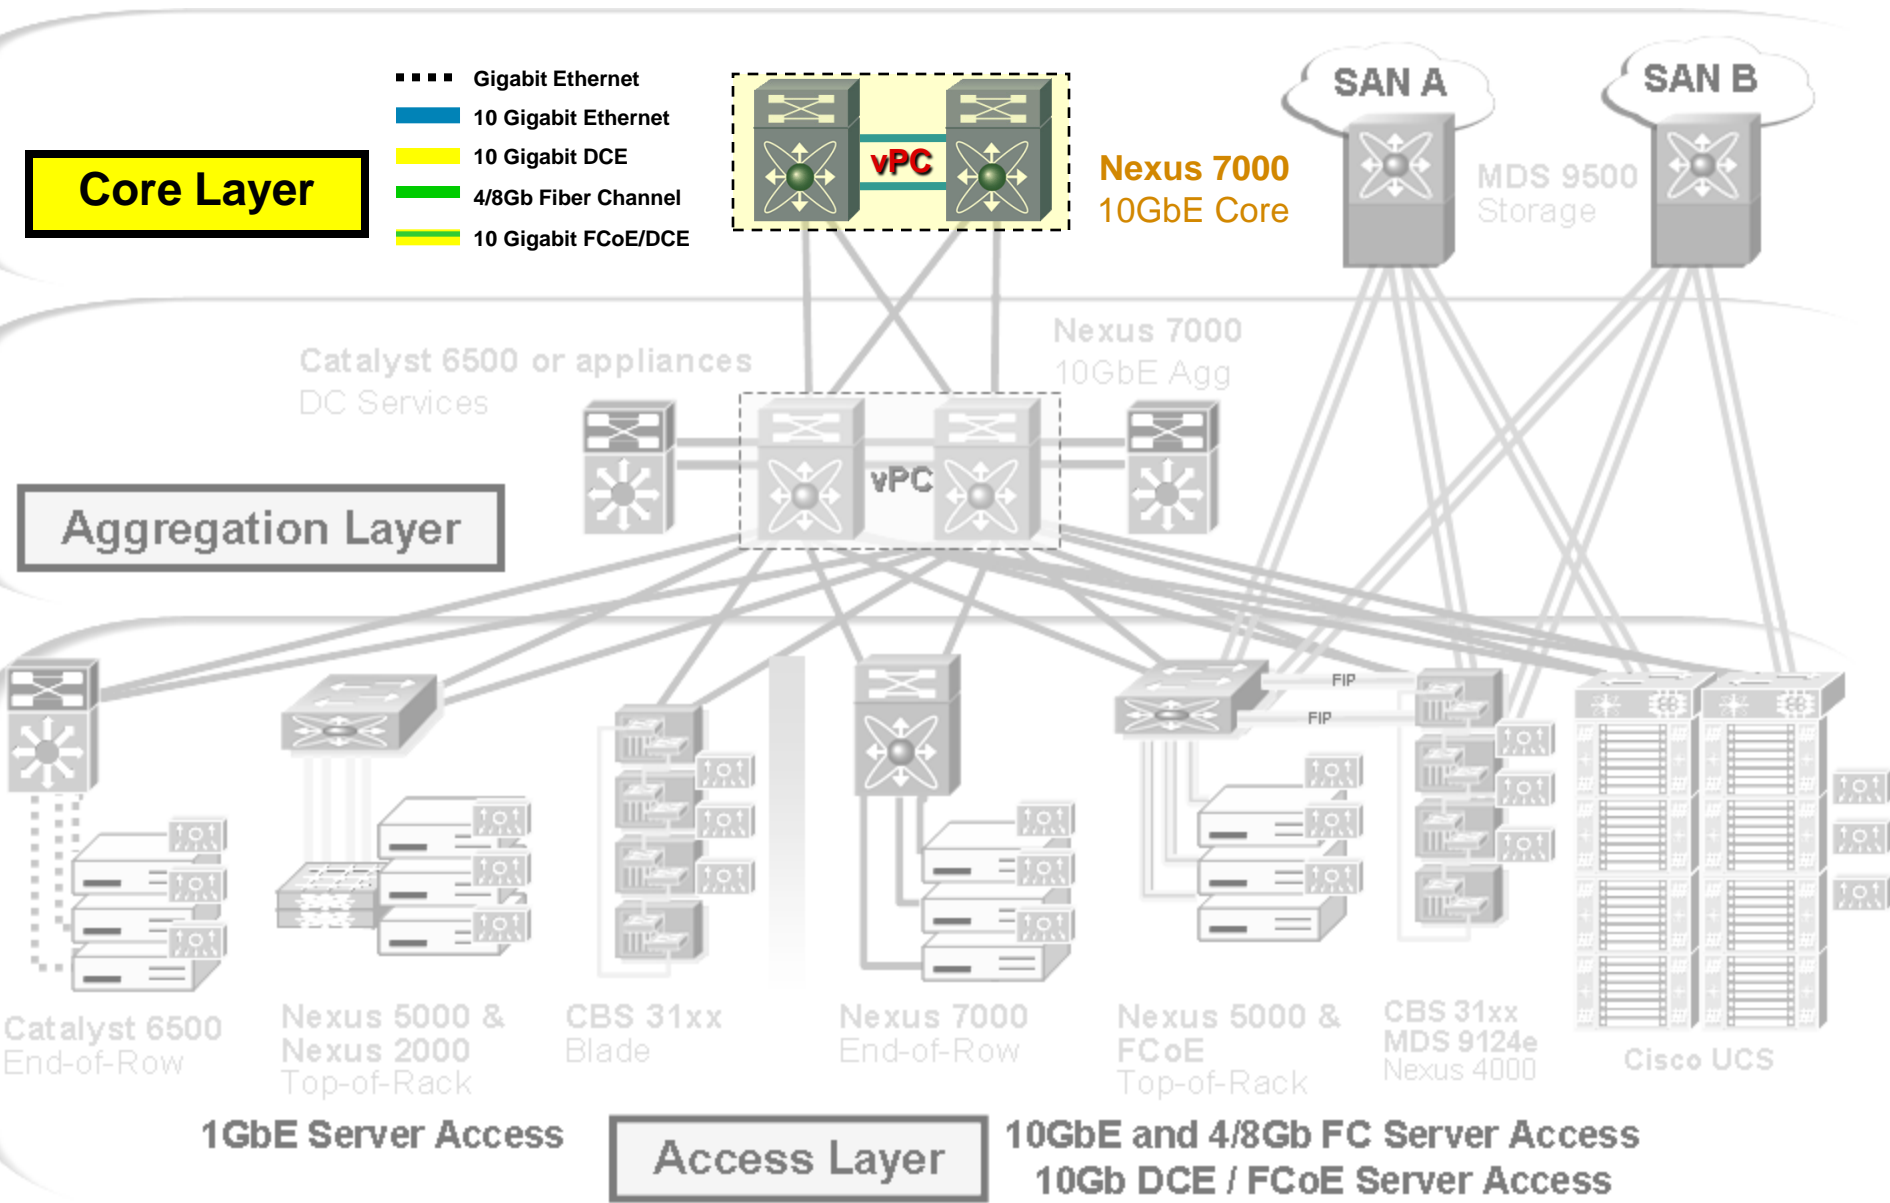 Gigabit Ethernet
10 Gigabit Ethernet
10 Gigabit DCE
4/8Gb Fiber Channel
10 Gigabit FCoE/DCE
Core Layer
vPC
Nexus 7000
10GbE Core
SAN A
SAN B
MDS 9500
Storage
Catalyst 6500 or appliances
DC Services
Nexus 7000
10GbE Agg
vPC
Aggregation Layer
FIP
FIP
Catalyst 6500
End-of-Row
Nexus 5000 &
Nexus 2000
Top-of-Rack
CBS 31xx
Blade
Nexus 7000
End-of-Row
Nexus 5000 &
FCoE
Top-of-Rack
CBS 31xx
MDS 9124e
Nexus 4000
Cisco UCS
1GbE Server Access
Access Layer
10GbE and 4/8Gb FC Server Access
10Gb DCE / FCoE Server Access